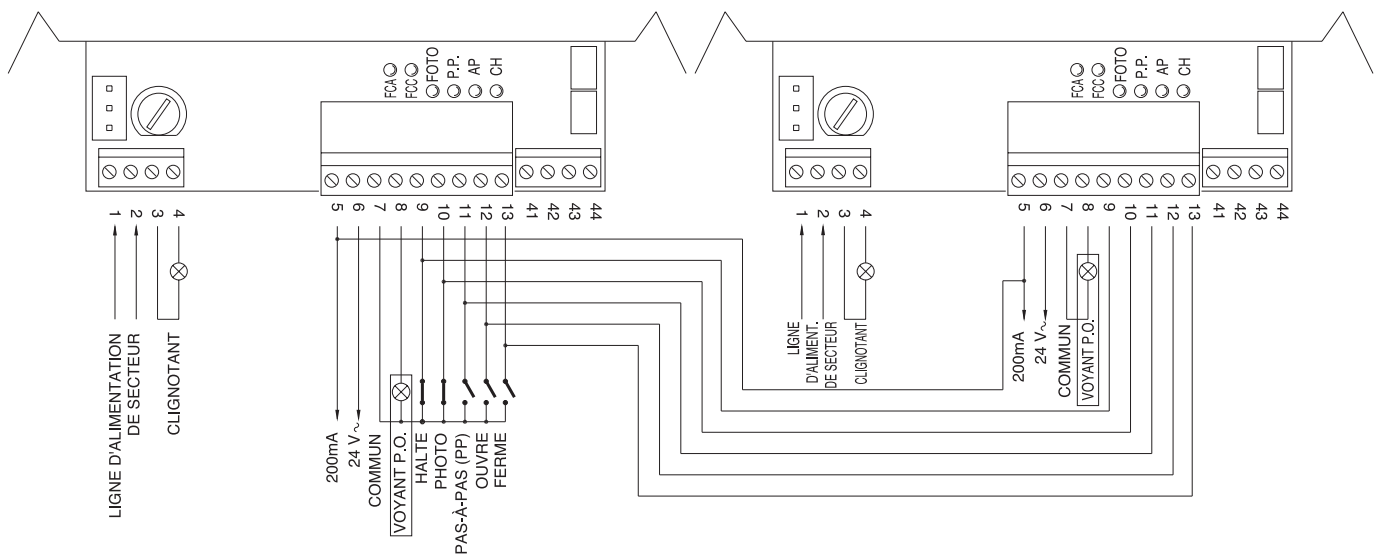 FCA
FCC
FOTO
P.P.
AP
CH
1
2
3
4
5
6
7
8
9
10
11
12
13
41
42
43
44
LIGNE D'ALIMENTATION
DE SECTEUR
CLIGNOTANT
200mA
24 V~
COMMUN
VOYANT P.O.
HALTE
PHOTO
PAS-À-PAS (PP)
OUVRE
FERME
FCA
FCC
FOTO
P.P.
AP
CH
1
2
3
4
5
6
7
8
9
10
11
12
13
41
42
43
44
LIGNE
D'ALIMENT.
DE SECTEUR
CLIGNOTANT
200mA
24 V~
COMMUN
VOYANT P.O.